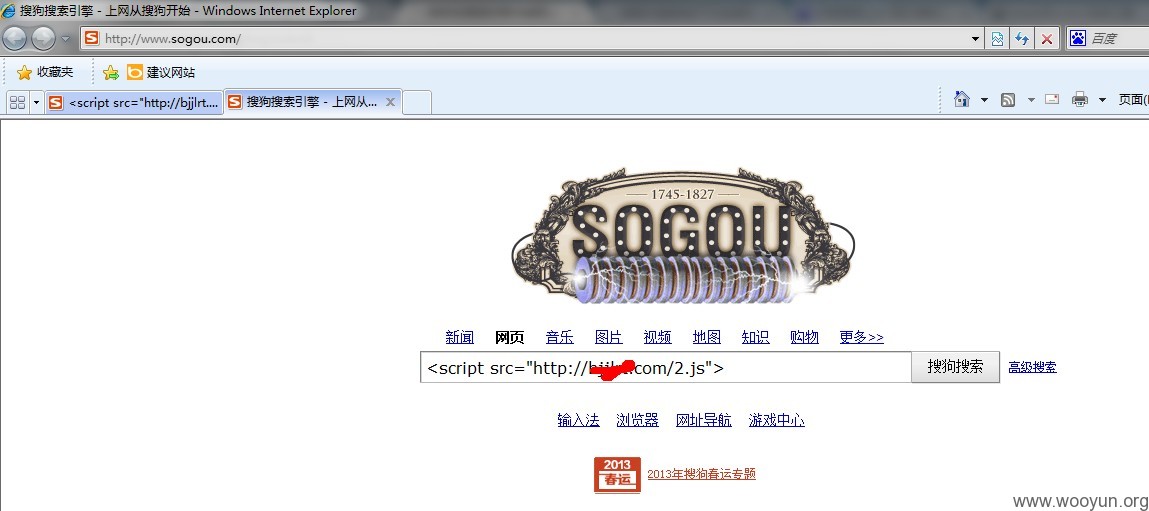 搜狗搜索引擎 - 上网从搜狗开始 - Windows Internet Explorer
http://www.sogou.com/
百度
收藏夹
建议网站
<script src="http://bjjlrt....
搜狗搜索引擎 - 上网从...
页面(
1745-1827
SOGOU
新闻 网页 音乐 图片 视频 地图 知识 购物 更多>>
<script src="http:// .com/2.js">
搜狗搜索
高级搜索
输入法 浏览器 网址导航 游戏中心
2013
春运
2013年搜狗春运专题
www.wooyun.org